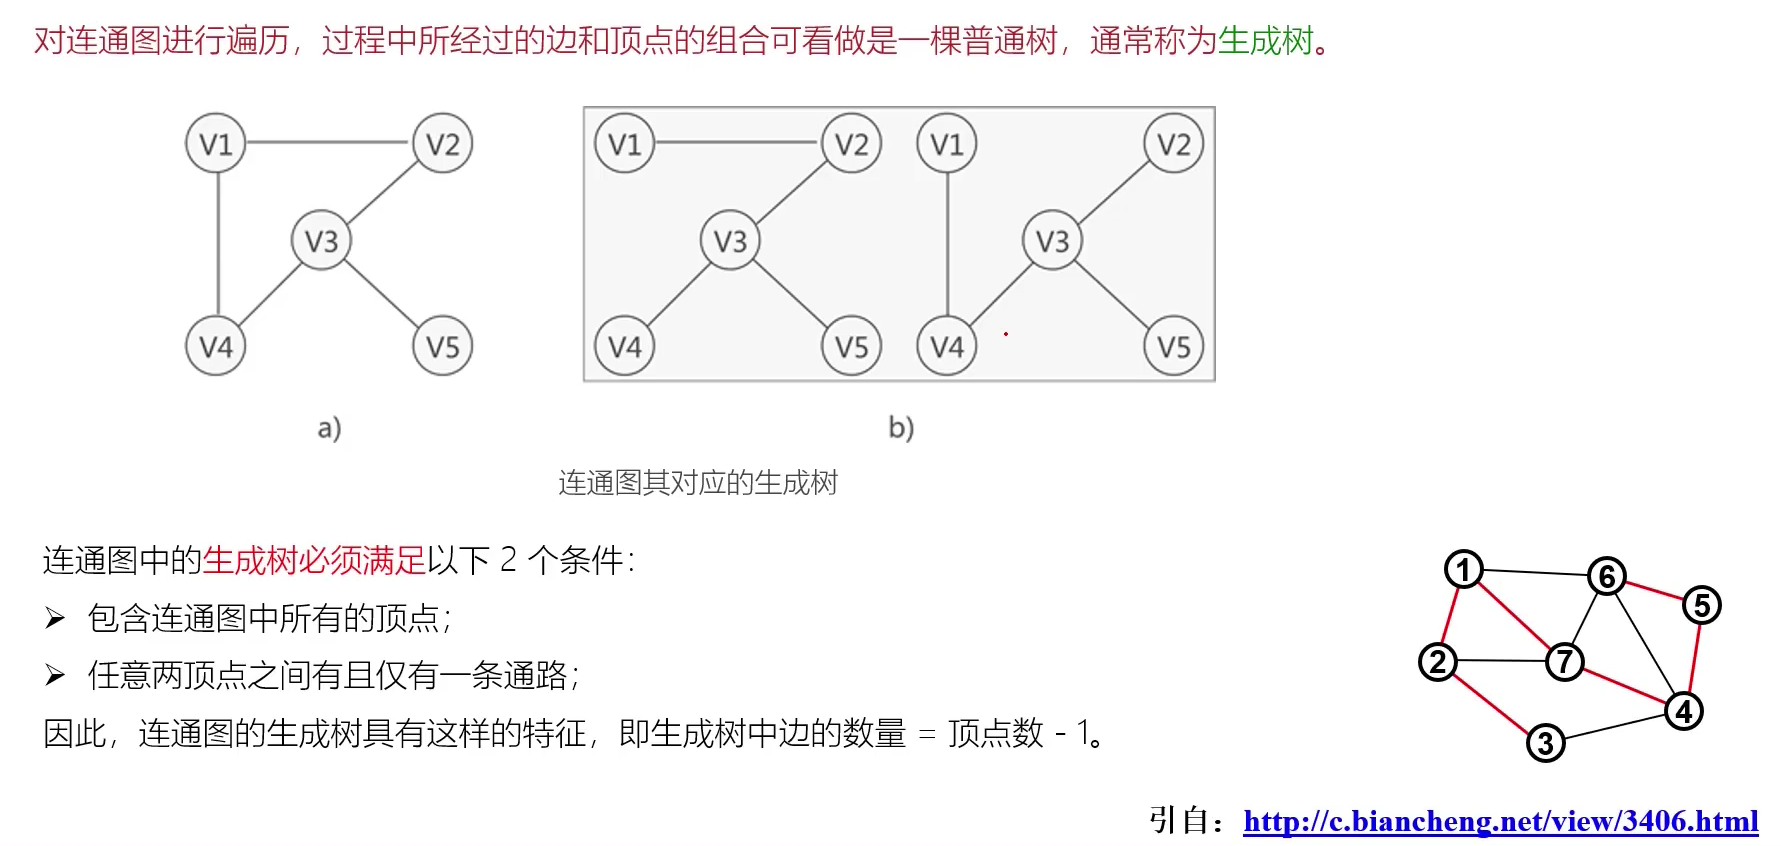 对连通图进行遍历，过程中所经过的边和顶点的组合可看做是一棵普通树，通常称为生成树。
V1 V2 V1 V2 V1 V2
V3 V3 V3
V4 V5 V4 V5 V4 V5
a) b)
连通图其对应的生成树
连通图中的生成树必须满足以下 2 个条件：
➢ 包含连通图中所有的顶点；
➢ 任意两顶点之间有且仅有一条通路；
因此，连通图的生成树具有这样的特征，即生成树中边的数量 = 顶点数 - 1。
1 6
5
2 7
4
3
引自：http://c.biancheng.net/view/3406.html